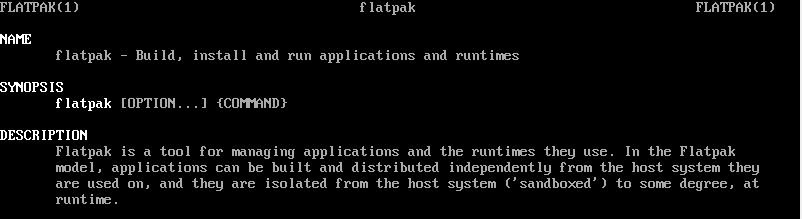 FLATPAK(1) flatpak FLATPAK(1)
NAME
flatpak - Build, install and run applications and runtimes
SYNOPSIS
flatpak [OPTION...] {COMMAND}
DESCRIPTION
Flatpak is a tool for managing applications and the runtimes they use. In the Flatpak
model, applications can be built and distributed independently from the host system they
are used on, and they are isolated from the host system ('sandboxed') to some degree, at
runtime.